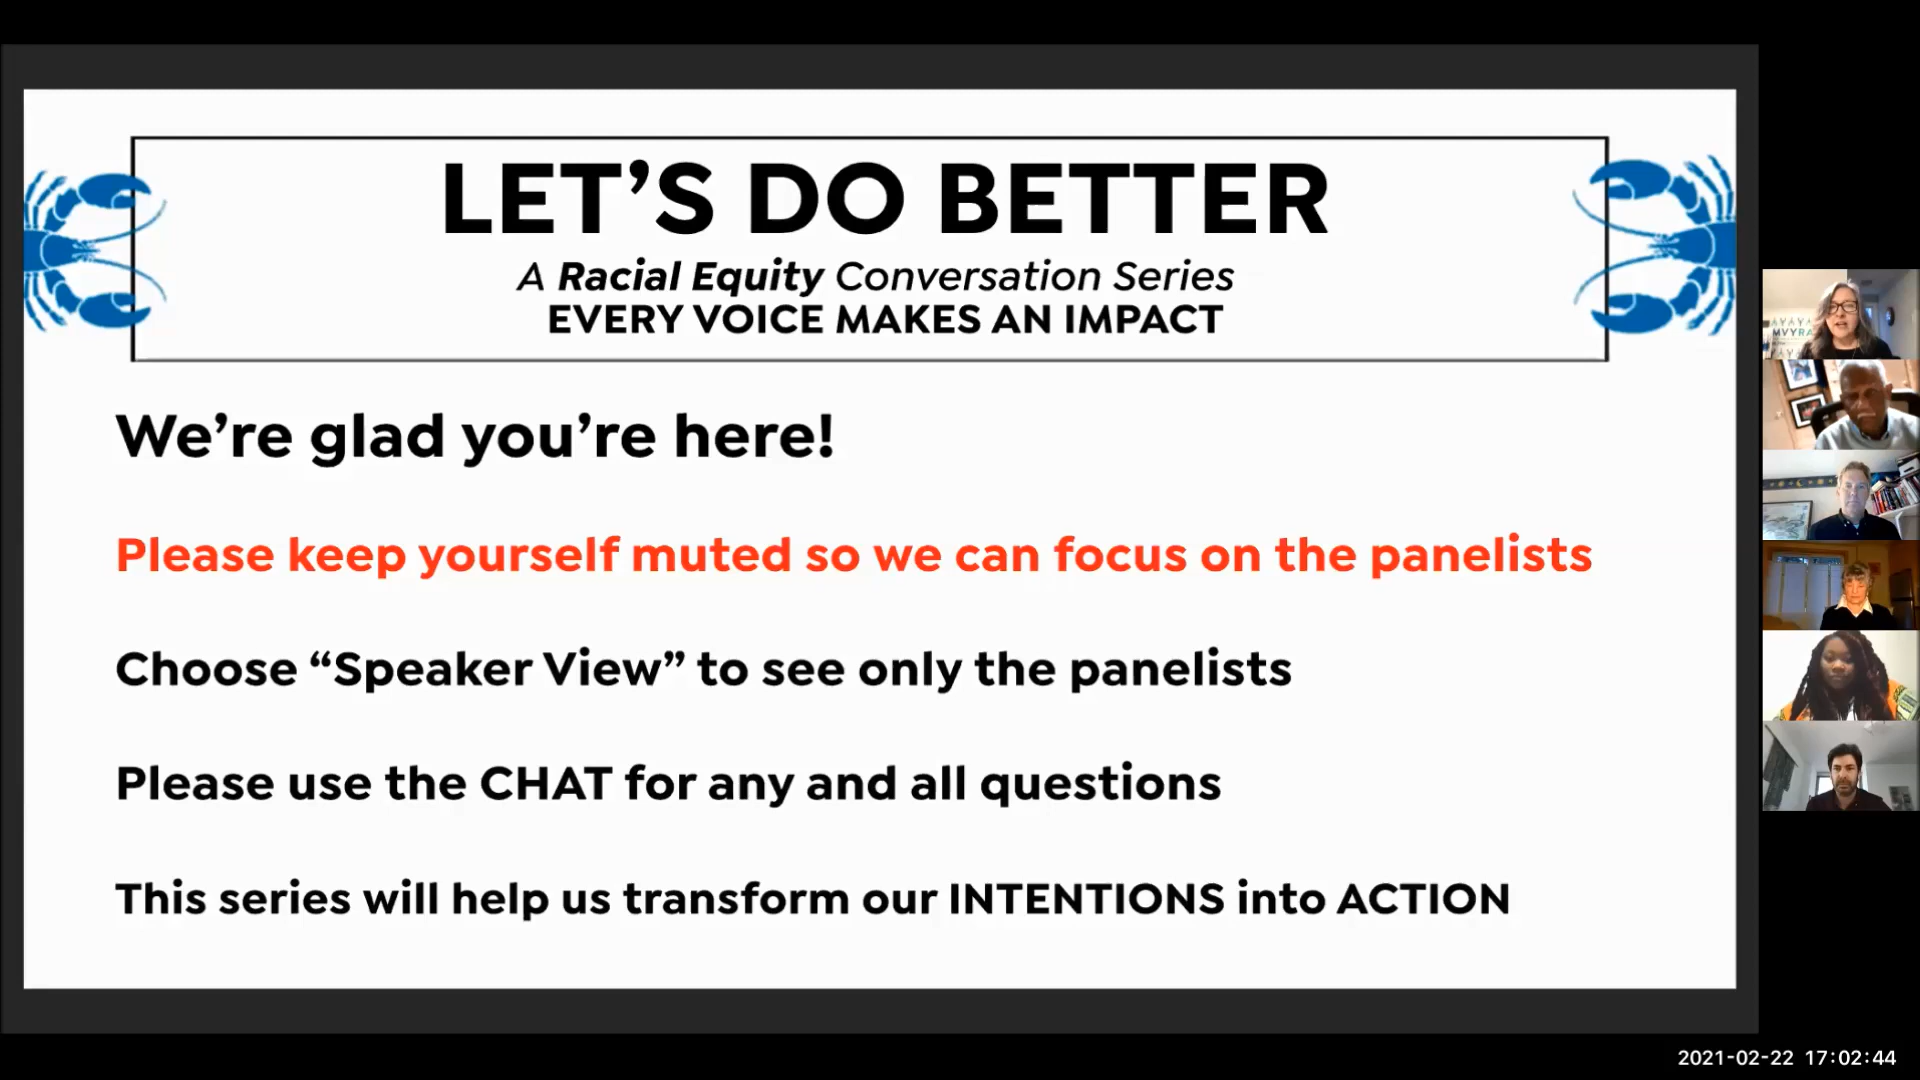 LET’S DO BETTER
A Racial Equity Conversation Series
EVERY VOICE MAKES AN IMPACT
We’re glad you’re here!
Please keep yourself muted so we can focus on the panelists
Choose “Speaker View” to see only the panelists
Please use the CHAT for any and all questions
This series will help us transform our INTENTIONS into ACTION
2021-02-22 17:02:44